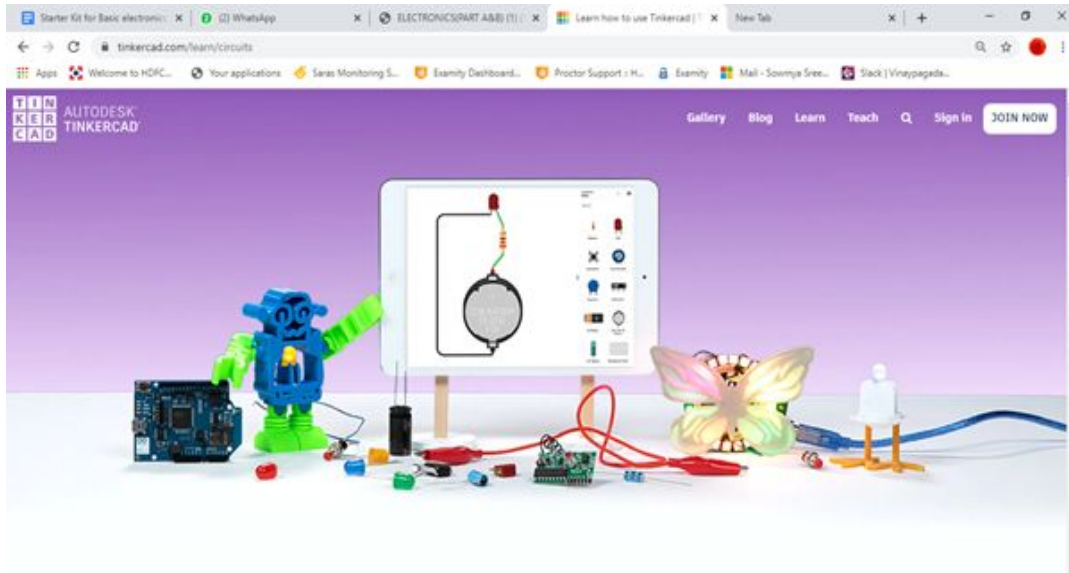 Starter Kit for Basic electronic
(2) WhatsApp
ELECTRONICS(PART A&B) (1) (
Learn how to use Tinkercad | T
New Tab
tinkercad.com/learn/circuits
Apps
Welcome to HDFC...
Your applications
Saras Monitoring S...
Examity Dashboard...
Proctor Support :: H...
Examity
Mail - Sowmya Sree...
Slack | Vinaypagada...
TIN
KER
CAD
AUTODESK
TINKERCAD
Gallery
Blog
Learn
Teach
Sign in
JOIN NOW